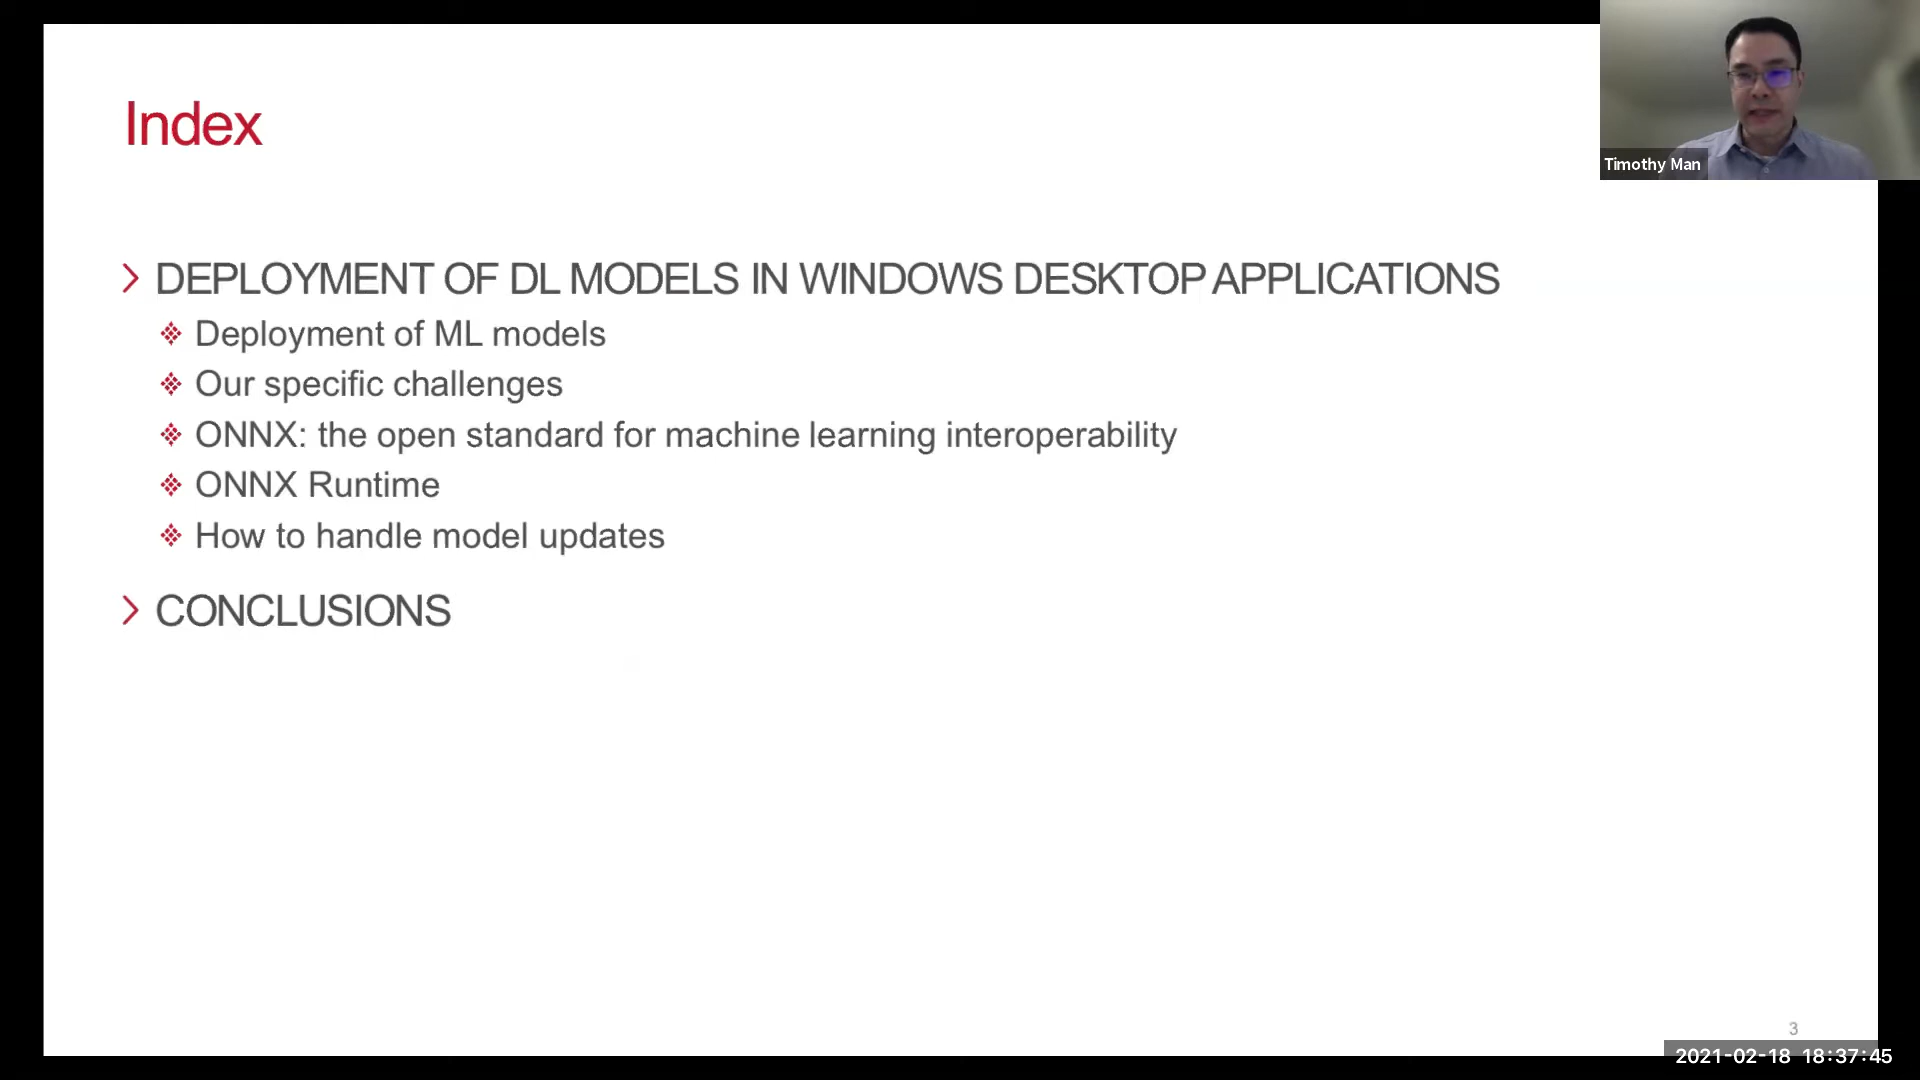 Index
DEPLOYMENT OF DL MODELS IN WINDOWS DESKTOP APPLICATIONS
Deployment of ML models
Our specific challenges
ONNX: the open standard for machine learning interoperability
ONNX Runtime
How to handle model updates
CONCLUSIONS
Timothy Man
3
2021-02-18 18:37:45